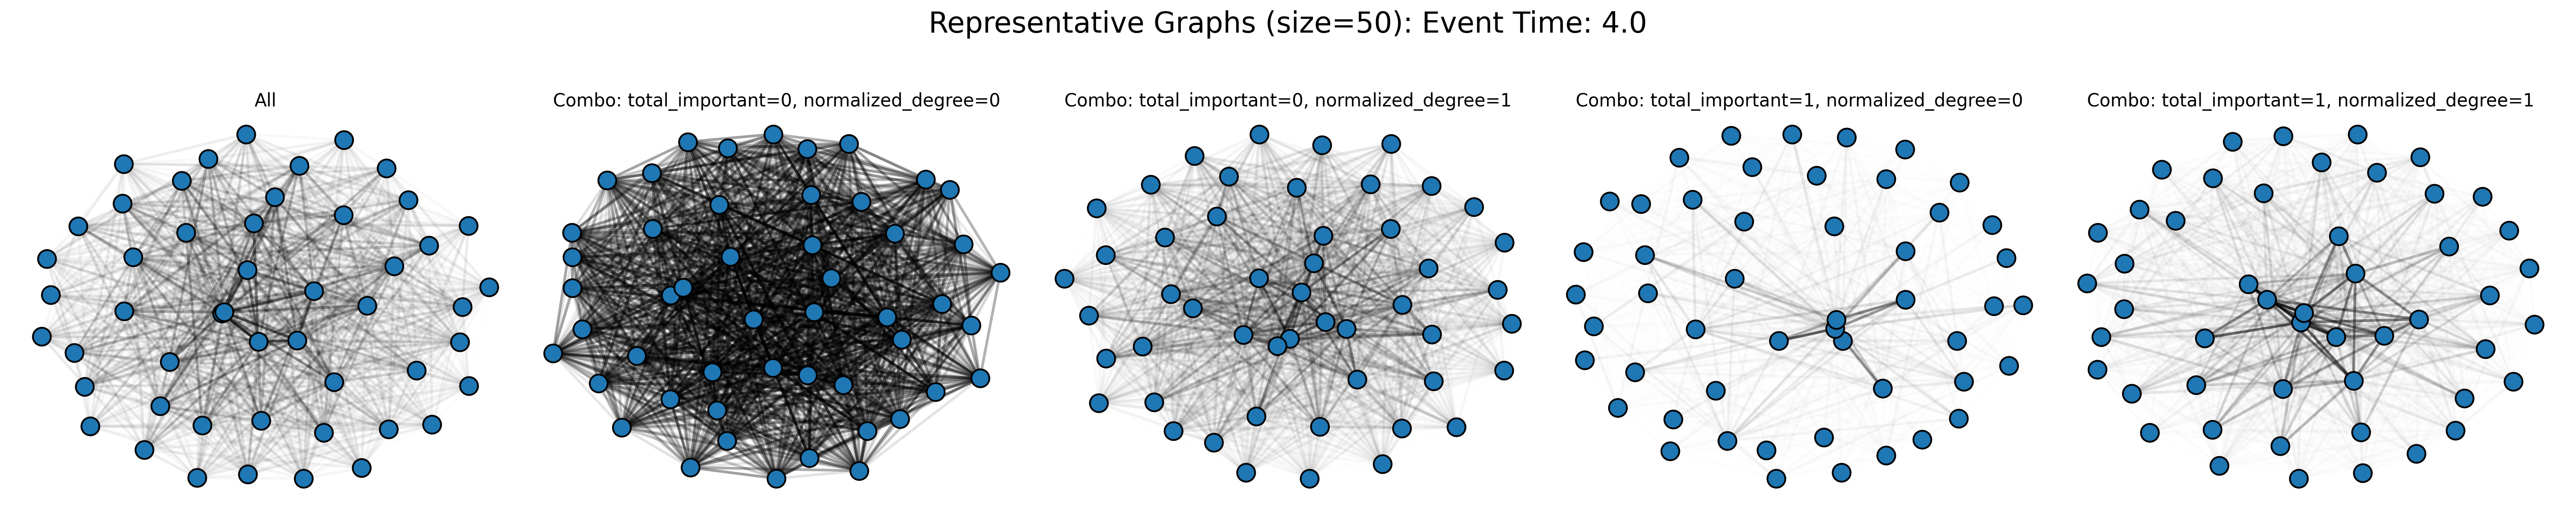 Representative Graphs (size=50): Event Time: 4.0
All
Combo: total_important=0, normalized_degree=0
Combo: total_important=0, normalized_degree=1
Combo: total_important=1, normalized_degree=0
Combo: total_important=1, normalized_degree=1